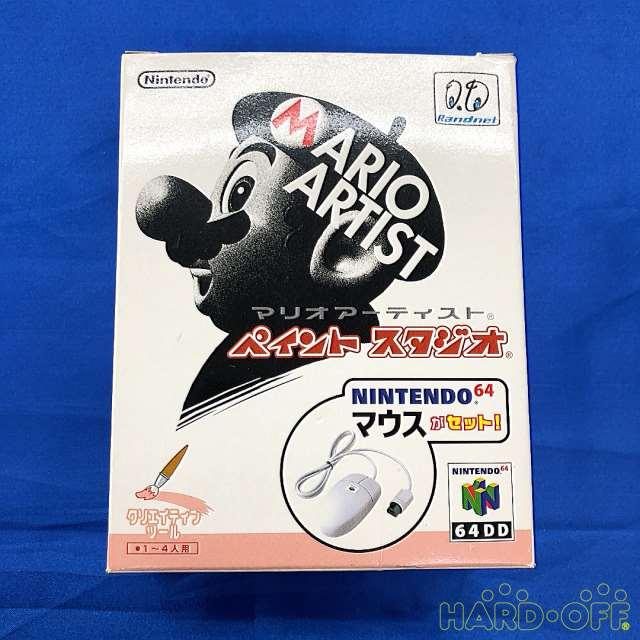 Nintendo
Randnet
MARIO
ARTIST
マリオアーティスト®
ペイント スタジオ®
NINTENDO®64
マウスがセット!
クリエイティブ
ツール
●1〜4人用
NINTENDO64
64DD
HARD・OFF®